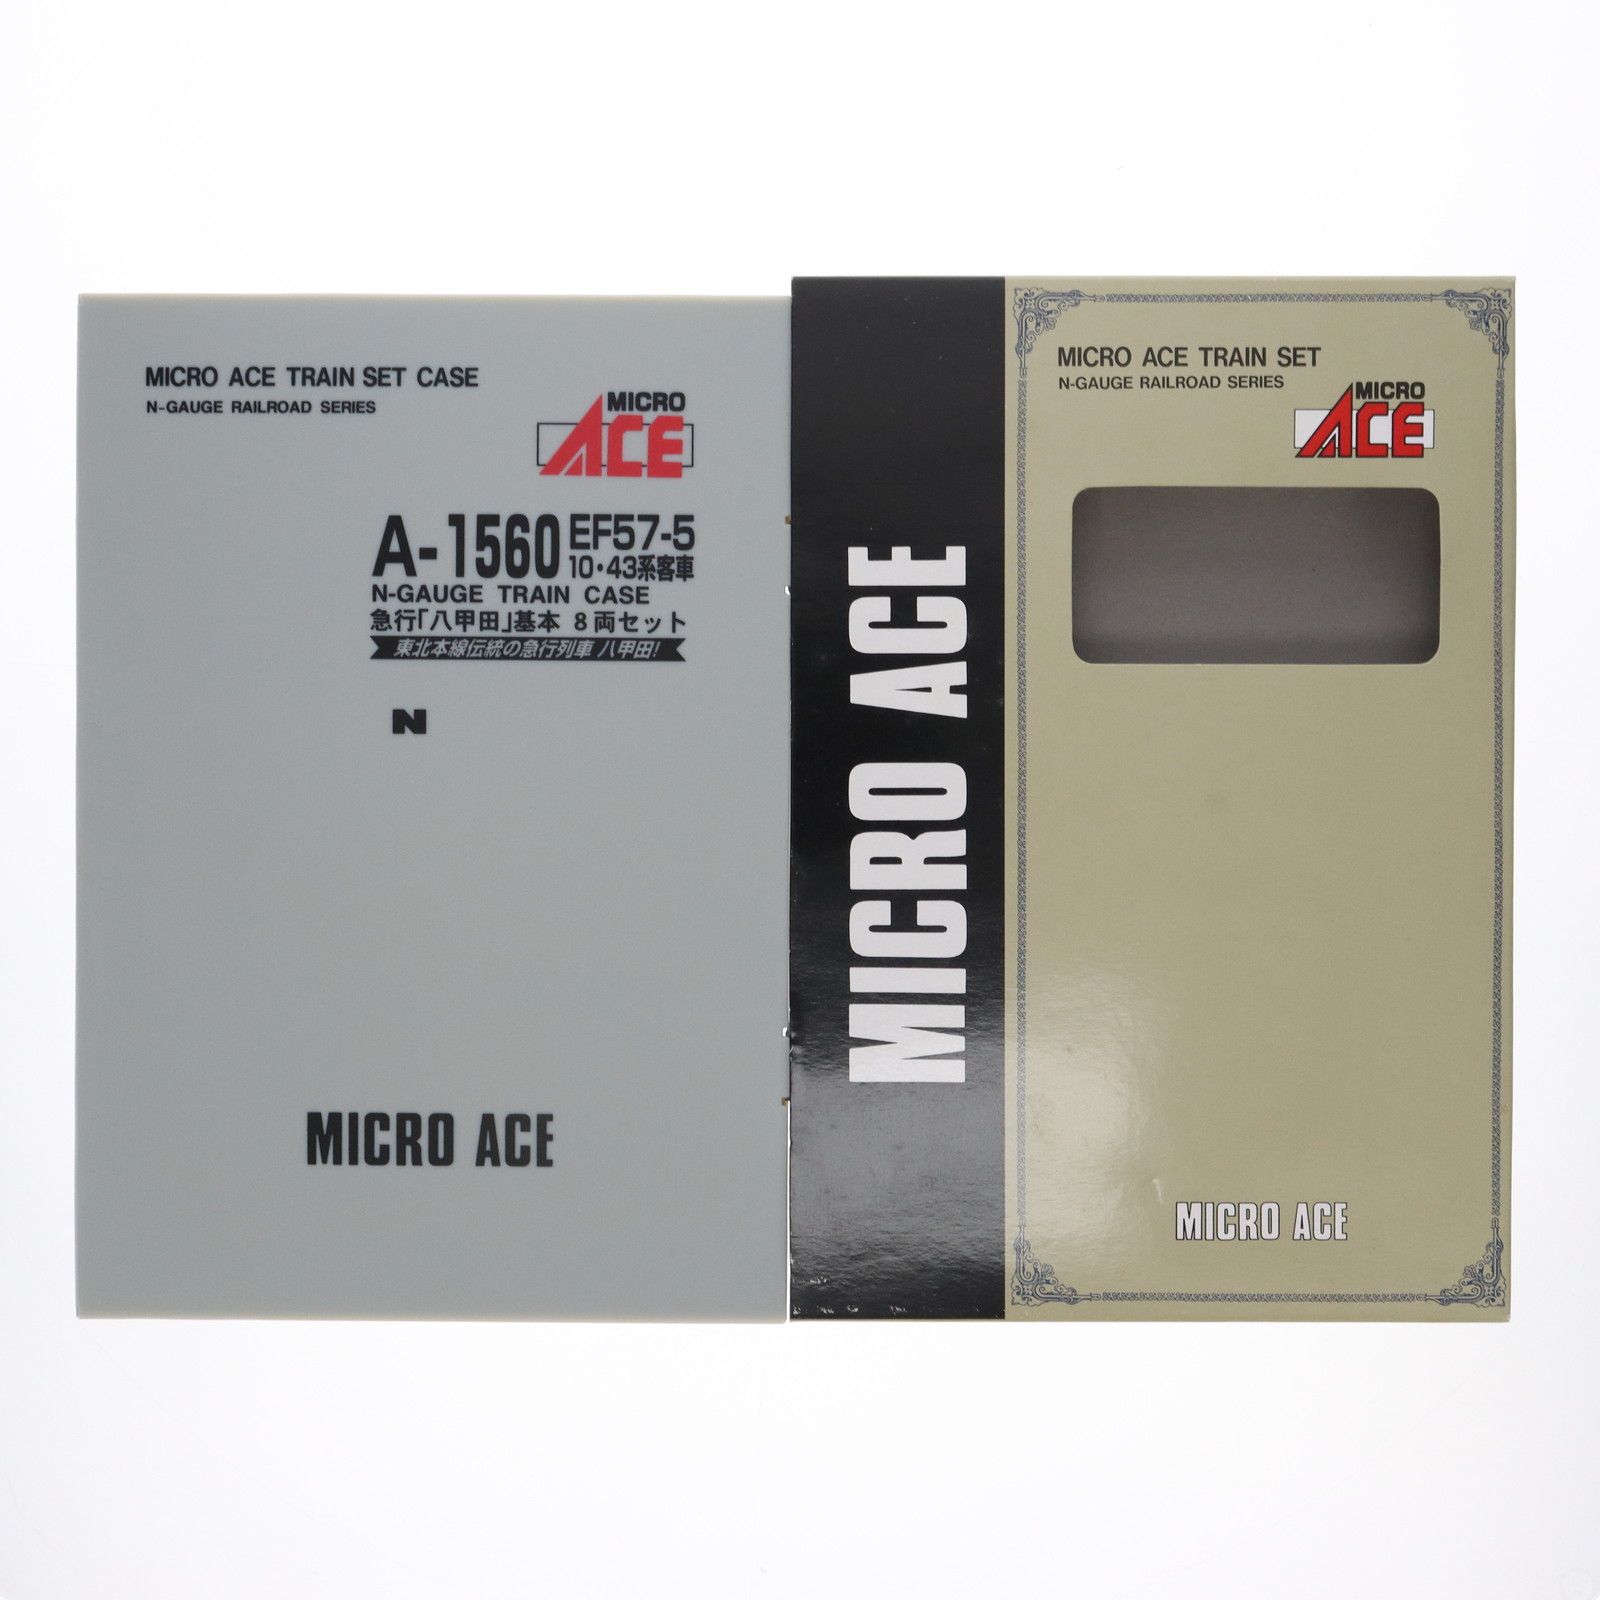 MICRO ACE TRAIN SET CASE
N-GAUGE RAILROAD SERIES
MICRO
ACE
A-1560 EF57-5
10・43系客車
N-GAUGE TRAIN CASE
急行「八甲田」基本 8両セット
東北本線伝統の急行列車 八甲田!
N
MICRO ACE
MICRO ACE
MICRO ACE TRAIN SET
N-GAUGE RAILROAD SERIES
MICRO
ACE
MICRO ACE